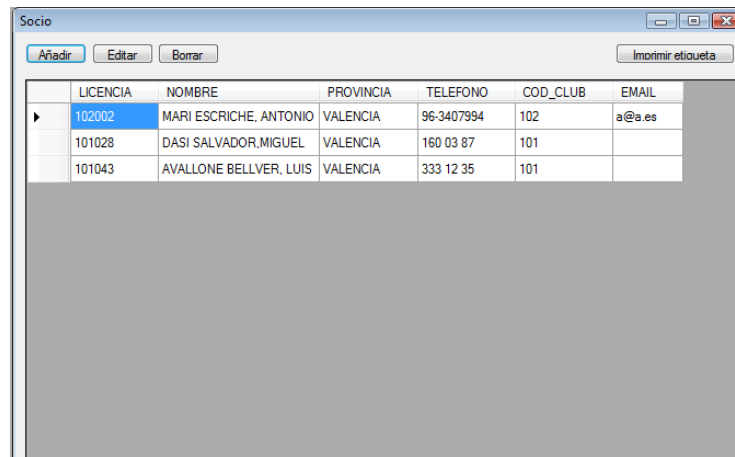 Socio
Añadir Editar Borrar Imprimir etiqueta
LICENCIA NOMBRE PROVINCIA TELEFONO COD_CLUB EMAIL
102002 MARI ESCRICHE, ANTONIO VALENCIA 96-3407994 102 a@a.es
101028 DASI SALVADOR,MIGUEL VALENCIA 160 03 87 101
101043 AVALLONE BELLVER, LUIS VALENCIA 333 12 35 101